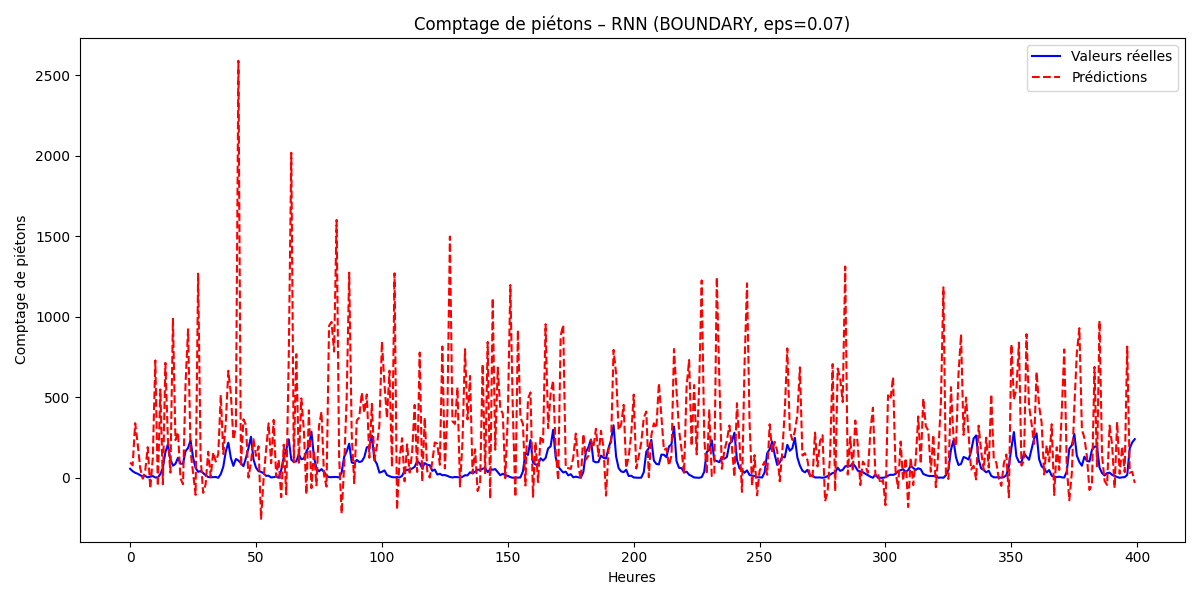 Comptage de piétons – RNN (BOUNDARY, eps=0.07)
Valeurs réelles
Prédictions
Comptage de piétons
2500
2000
1500
1000
500
0
0 50 100 150 200 250 300 350 400
Heures